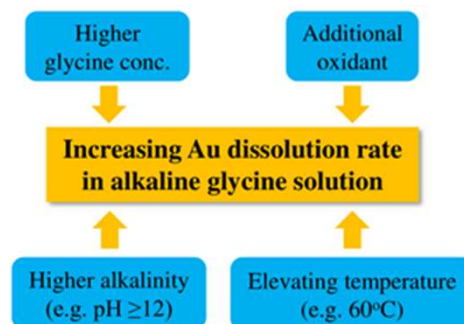 Higher
glycine conc.
Additional
oxidant
Increasing Au dissolution rate
in alkaline glycine solution
Higher alkalinity
(e.g. pH ≥12)
Elevating temperature
(e.g. 60°C)